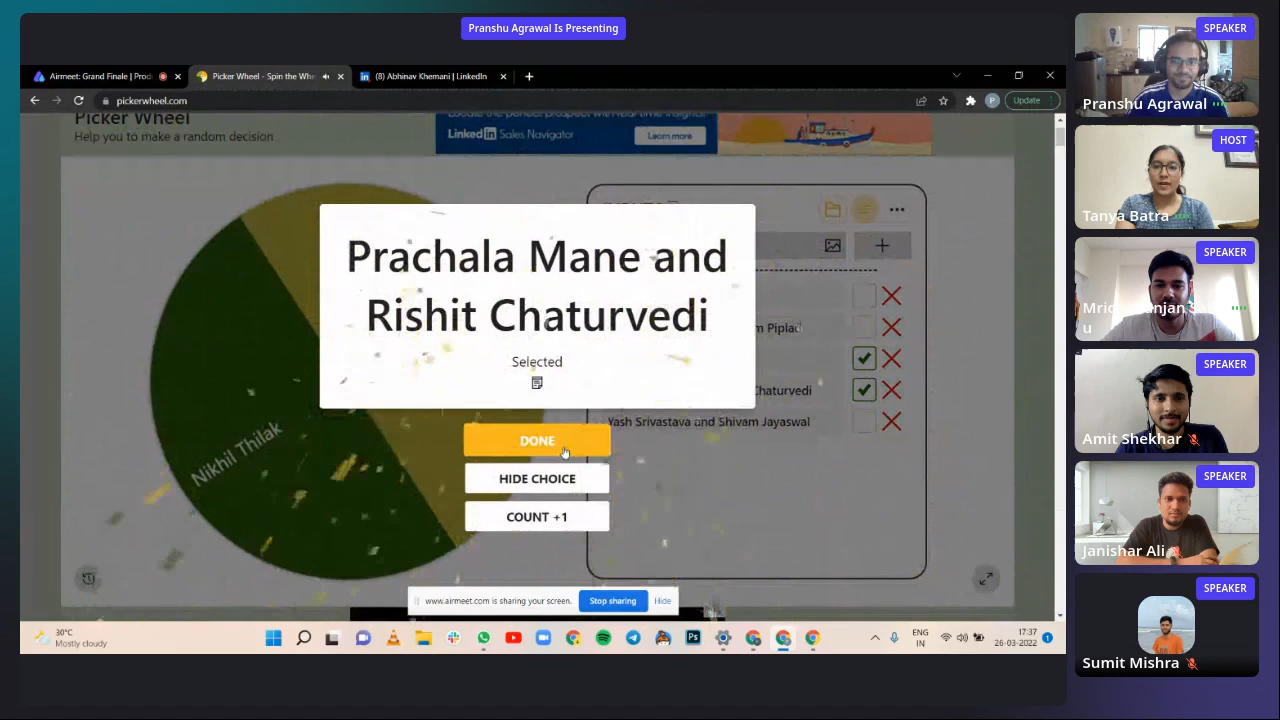 Pranshu Agrawal Is Presenting
Airmeet: Grand Finale | Prod
Picker Wheel - Spin the Whe
(8) Abhinav Khemani | LinkedIn
pickerwheel.com
Update
Picker Wheel
Help you to make a random decision
LinkedIn Sales Navigator
Learn more
Prachala Mane and
Rishit Chaturvedi
Selected
m Piplad
Chaturvedi
Yash Srivastava and Shivam Jayaswal
Nikhil Thilak
DONE
HIDE CHOICE
COUNT +1
www.airmeet.com is sharing your screen.
Stop sharing
Hide
30°C
Mostly cloudy
ENG
IN
17:37
26-03-2022
1
SPEAKER
Pranshu Agrawal
HOST
Tanya Batra
SPEAKER
u
SPEAKER
Amit Shekhar
SPEAKER
Janishar Ali
SPEAKER
Sumit Mishra